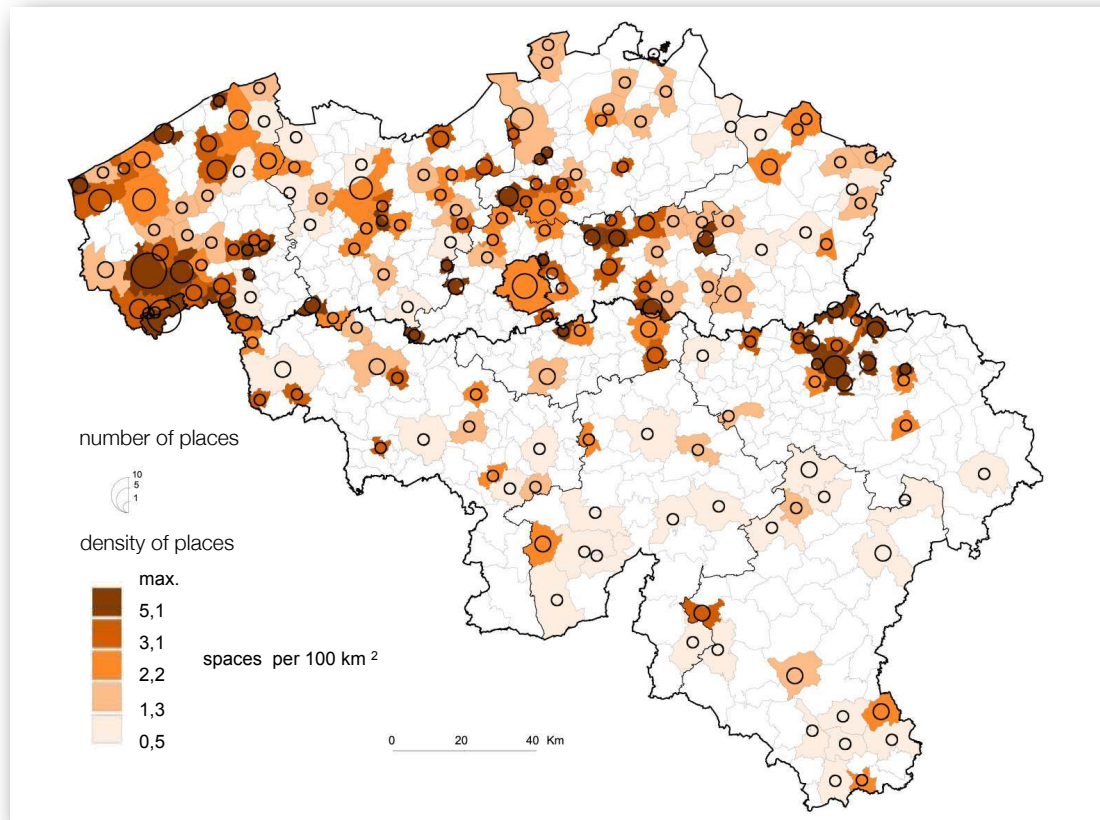 number of places
10
5
1
density of places
max.
5,1
3,1
2,2
1,3
0,5
spaces per 100 km 2
0 20 40 Km